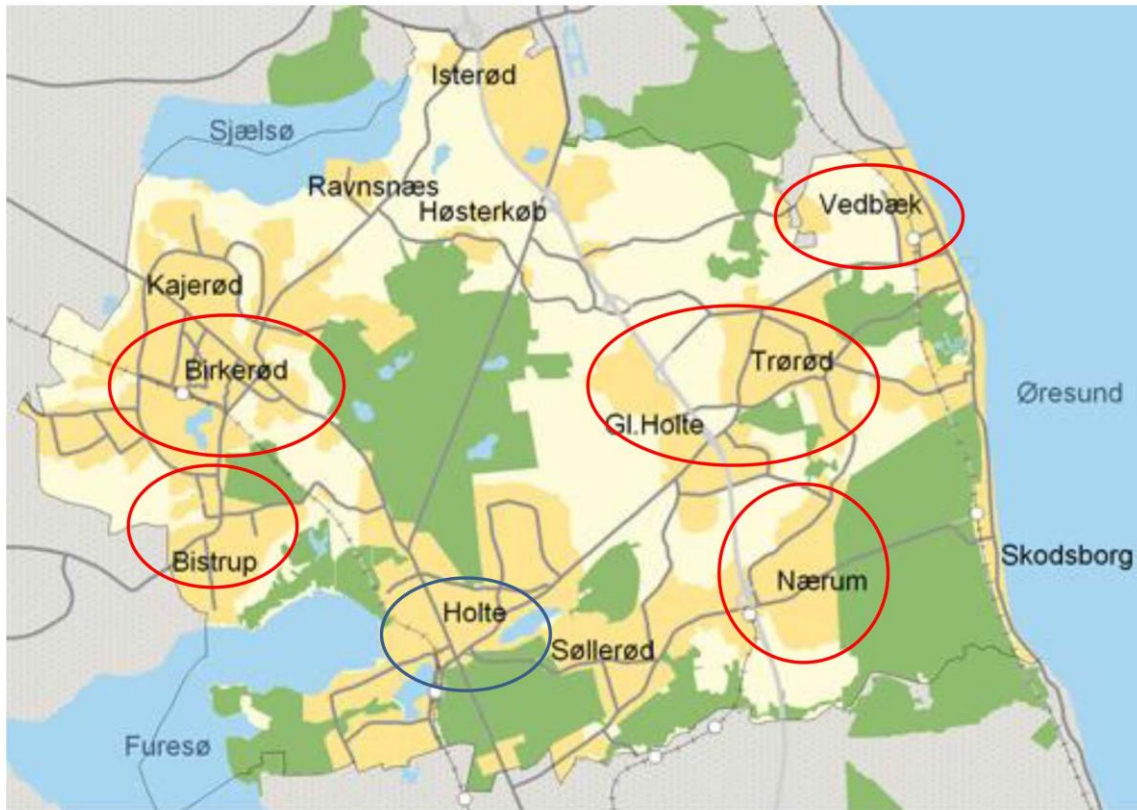 Isterød
Sjælsø
Ravnsnæs
Vedbæk
Høsterkøb
Kajerød
Birkerød
Trørød
Øresund
Gl.Holte
Bistrup
Skodsborg
Nærum
Holte
Søllerød
Furesø